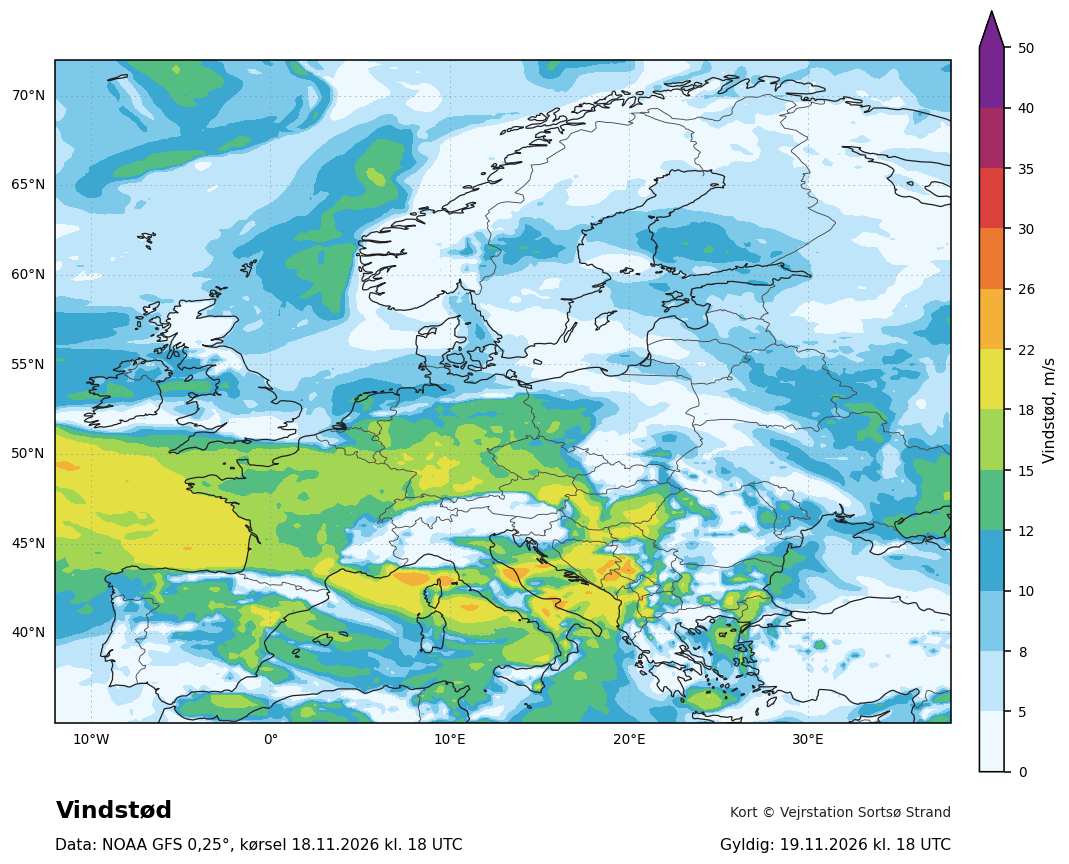 50
40
35
30
26
22
18
15
12
10
8
5
0
Vindstød, m/s
70°N
65°N
60°N
55°N
50°N
45°N
40°N
10°W
0°
10°E
20°E
30°E
Vindstød
Kort © Vejrstation Sortsø Strand
Data: NOAA GFS 0,25°, kørsel 18.11.2026 kl. 18 UTC
Gyldig: 19.11.2026 kl. 18 UTC